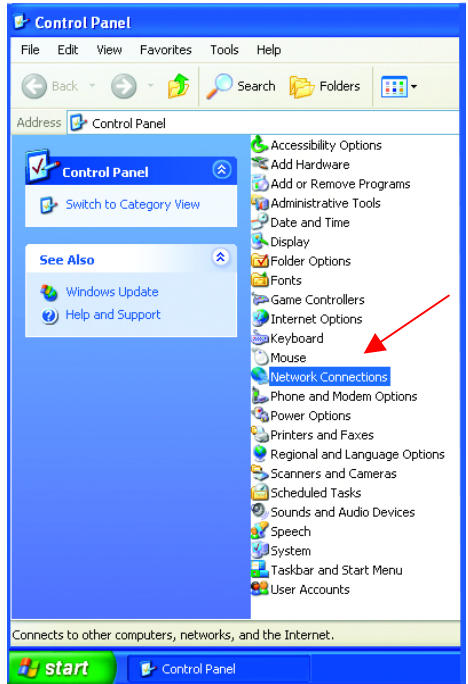 Control Panel
File Edit View Favorites Tools Help
Back Search Folders
Address Control Panel
Control Panel
Switch to Category View
See Also
Windows Update
Help and Support
Accessibility Options
Add Hardware
Add or Remove Programs
Administrative Tools
Date and Time
Display
Folder Options
Fonts
Game Controllers
Internet Options
Keyboard
Mouse
Network Connections
Phone and Modem Options
Power Options
Printers and Faxes
Regional and Language Options
Scanners and Cameras
Scheduled Tasks
Sounds and Audio Devices
Speech
System
Taskbar and Start Menu
User Accounts
Connects to other computers, networks, and the Internet.
start Control Panel